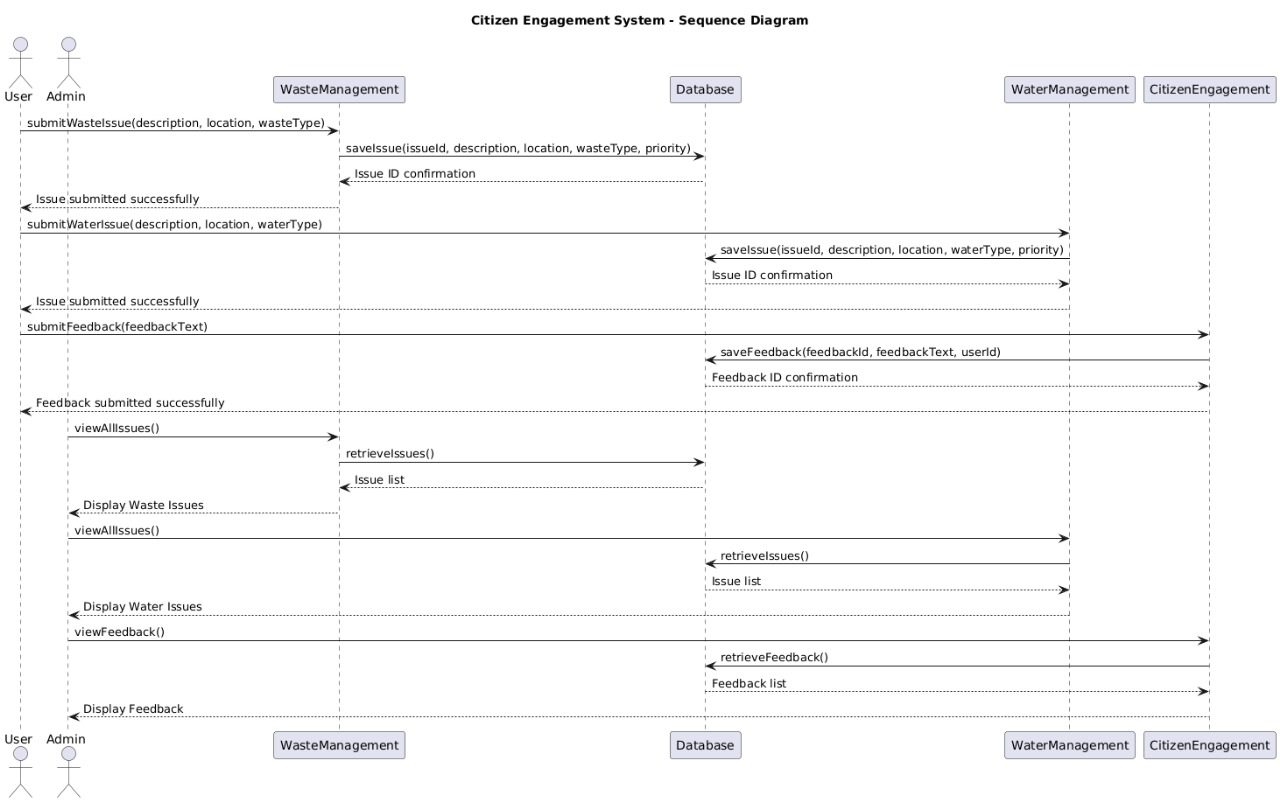 Citizen Engagement System - Sequence Diagram
User
Admin
WasteManagement
Database
WaterManagement
CitizenEngagement
submitWasteIssue(description, location, wasteType)
saveIssue(issueId, description, location, wasteType, priority)
Issue ID confirmation
Issue submitted successfully
submitWaterIssue(description, location, waterType)
saveIssue(issueId, description, location, waterType, priority)
Issue ID confirmation
Issue submitted successfully
submitFeedback(feedbackText)
saveFeedback(feedbackId, feedbackText, userId)
Feedback ID confirmation
Feedback submitted successfully
viewAllIssues()
retrieveIssues()
Issue list
Display Waste Issues
viewAllIssues()
retrieveIssues()
Issue list
Display Water Issues
viewFeedback()
retrieveFeedback()
Feedback list
Display Feedback
User
Admin
WasteManagement
Database
WaterManagement
CitizenEngagement